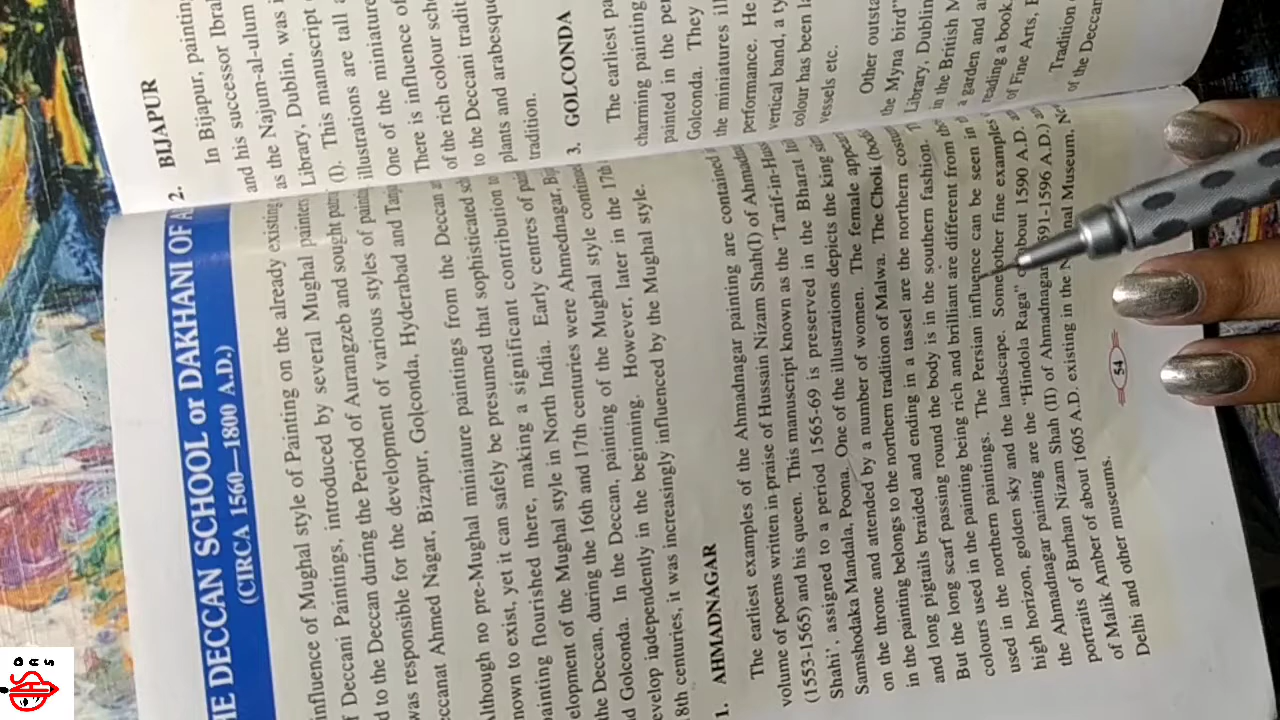 HE DECCAN SCHOOL or DAKHANI OF A
(CIRCA 1560—1800 A.D.)
influence of Mughal style of Painting on the already existing
f Deccani Paintings, introduced by several Mughal painters
d to the Deccan during the Period of Aurangzeb and sought patr
was responsible for the development of various styles of painti
eccanat Ahmed Nagar, Bizapur, Golconda, Hyderabad and Tanj
lthough no pre-Mughal miniature paintings from the Deccan a
nown to exist, yet it can safely be presumed that sophisticated sc
ainting flourished there, making a significant contribution to
elopment of the Mughal style in North India. Early centres of pa
the Deccan, during the 16th and 17th centuries were Ahmednagar, Bij
d Golconda. In the Deccan, painting of the Mughal style continue
evelop independently in the beginning. However, later in the 17th
8th centuries, it was increasingly influenced by the Mughal style.
1. AHMADNAGAR
The earliest examples of the Ahmadnagar painting are contained i
volume of poems written in praise of Hussain Nizam Shah(I) of Ahmadna
(1553-1565) and his queen. This manuscript known as the 'Tarif-in-Hus
Shahi', assigned to a period 1565-69 is preserved in the Bharat
Samshodaka Mandala, Poona. One of the illustrations depicts the king
on the throne and attended by a number of women. The female appea
in the painting belongs to the northern tradition of Malwa. The Choli (bodi
and long pigtails braided and ending in a tassel are the northern costu
But the long scarf passing round the body is in the southern fashion.
colours used in the painting being rich and brilliant are different from the
used in the northern paintings. The Persian influence can be seen in
high horizon, golden sky and the landscape. Some other fine examples
the Ahmadnagar painting are the "Hindola Raga" about 1590 A.D.
portraits of Burhan Nizam Shah (II) of Ahmadnagar 591-1596 A.D.)
of Malik Amber of about 1605 A.D. existing in the Museum,
Delhi and other museums.
54
2. BIJAPUR
In Bijapur, painting
and his successor Ibra
as the Najum-al-ulum
Library, Dublin, was i
(I). This manuscript
illustrations are tall a
One of the miniature
There is influence of
of the rich colour sch
to the Deccani tradit
plants and arabesque
tradition.
3. GOLCONDA
The earliest pa
charming painting
painted in the per
Golconda. They
the miniatures ill
performance. He
vertical band, a ty
colour has been la
vessels etc.
Other outsta
the Myna bird"
Library, Dublin
in the British M
a garden and an
reading a book,
of Fine Arts, B
Tradition
of the Deccan